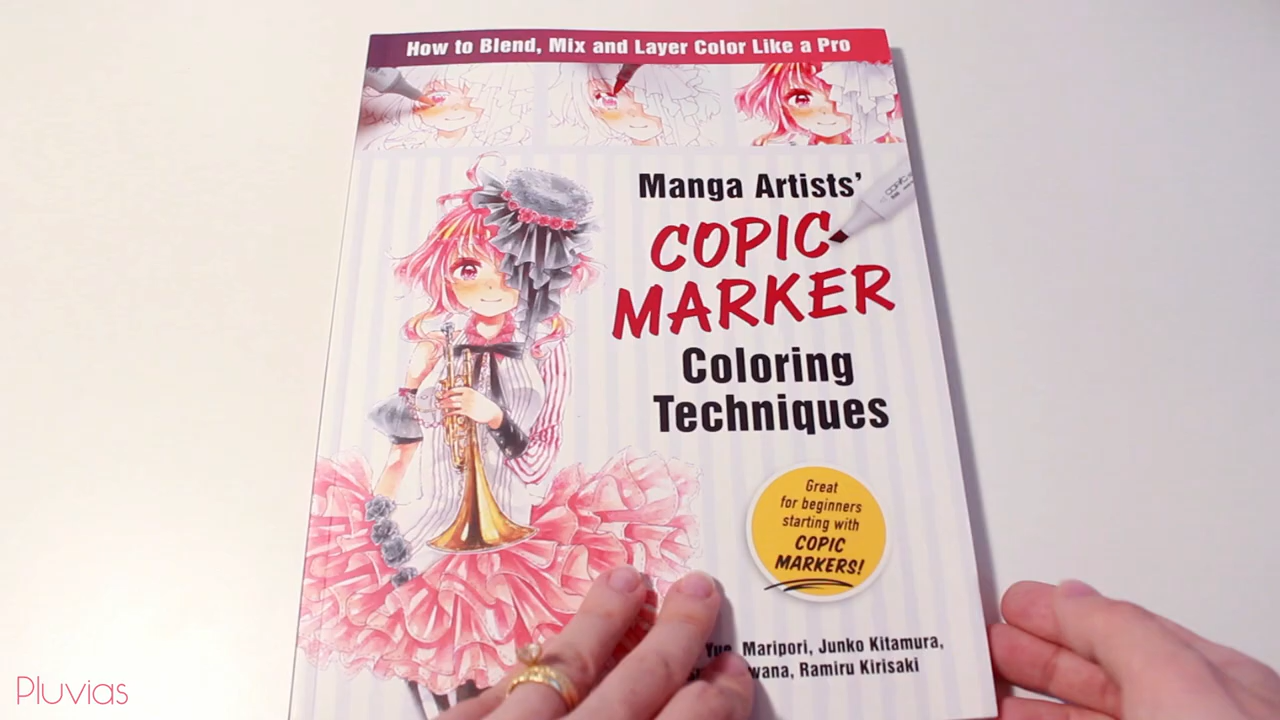 How to Blend, Mix and Layer Color Like a Pro
Manga Artists'
COPIC
MARKER
Coloring
Techniques
Great
for beginners
starting with
COPIC
MARKERS!
Maripori, Junko Kitamura,
Ramiru Kirisaki
Pluvias